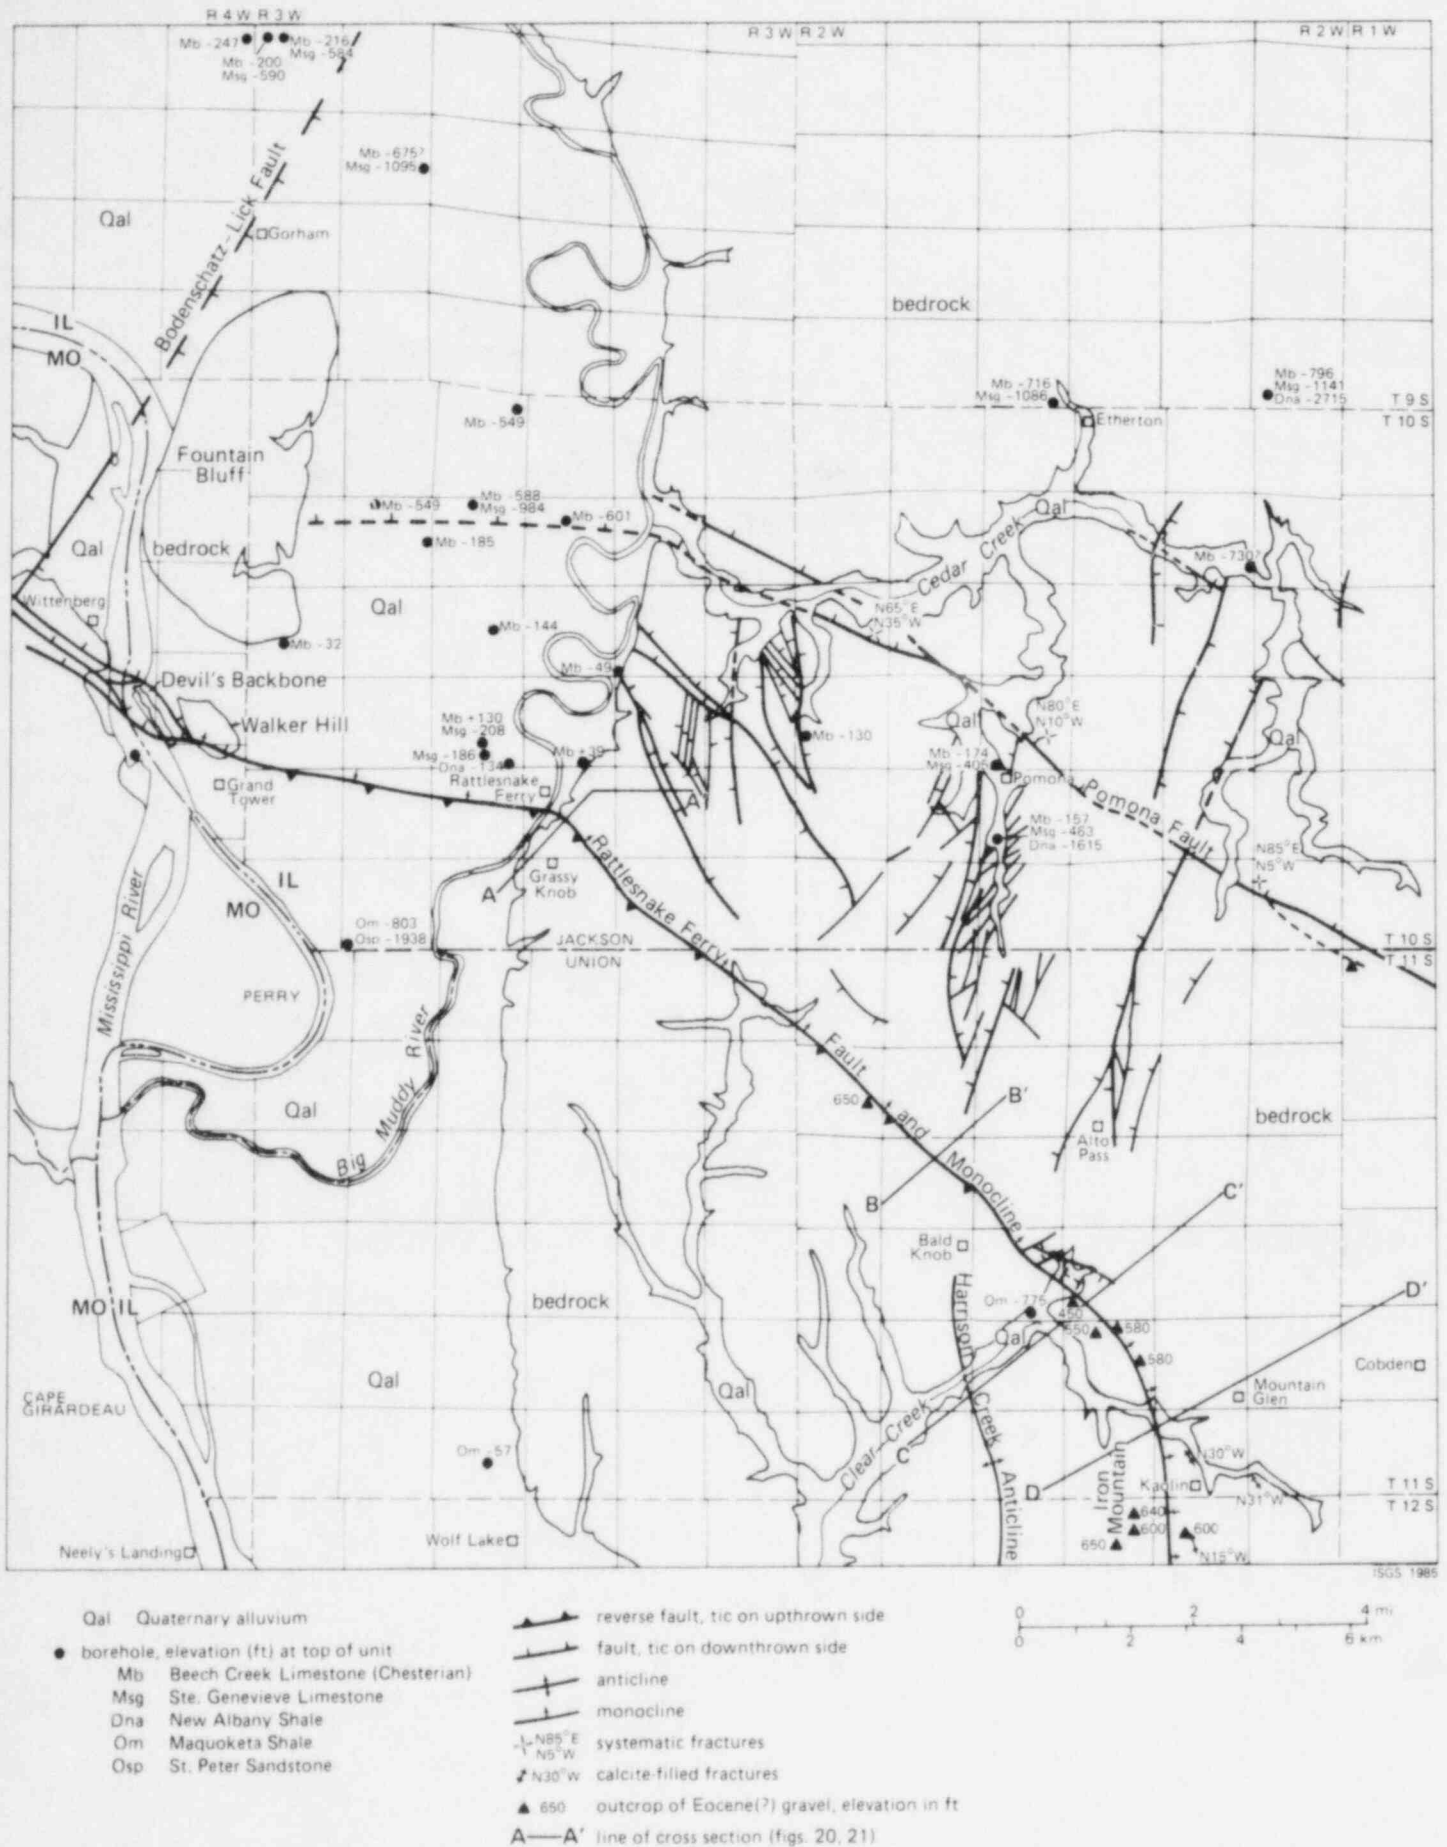 R 4 W R 3 W
R 3 W R 2 W
R 2 W R 1 W
Mb -247
Mb -216
Msg -584
Mb -200
Msg -590
Mb -675?
Msg -1095
Qal
Bodenschatz-Lick Fault
Gorham
bedrock
IL
MO
Mb -716
Msg -1086
Mb -796
Msg -1141
Dna -2715
T 9 S
T 10 S
Etherton
Mb -549
Fountain
Bluff
Mb -549
Mb -588
Msg -984
Mb -601
Qal
Cedar Creek
Qal
bedrock
Mb -185
Mb -730?
Wittenberg
Qal
N65°E
N35°W
Mb -144
Mb -32
Mb -49
Devil's Backbone
Walker Hill
Mb +130
Msg -208
Msg -186
Dna -134
Mb +39
Rattlesnake
Ferry
Grand
Tower
A'
Mb -130
Qal
N80°E
N10°W
Mb -174
Msg -405
Pomona
Qal
Pomona Fault
Mb -157
Msg -463
Dna -1615
N85°E
N5°W
Grassy
Knob
A
Rattlesnake Ferry Fault and Monocline
IL
MO
Mississippi River
Om -803
Osp -1938
JACKSON
UNION
T 10 S
T 11 S
PERRY
Big Muddy River
Qal
650
B'
bedrock
Alto
Pass
B
C'
Bald
Knob
D'
MO IL
bedrock
Om -775
450
550
580
Qal
580
Harrison Creek Anticline
Cobden
Qal
CAPE
GIRARDEAU
Qal
Mountain
Glen
Clear Creek
C
Om -57
N30°W
D
Iron
Mountain
Kaolin
N31°W
T 11 S
T 12 S
640
600
600
650
N15°W
Wolf Lake
Neely's Landing
ISGS 1985
Qal Quaternary alluvium
borehole, elevation (ft) at top of unit
Mb Beech Creek Limestone (Chesterian)
Msg Ste. Genevieve Limestone
Dna New Albany Shale
Om Maquoketa Shale
Osp St. Peter Sandstone
reverse fault, tic on upthrown side
fault, tic on downthrown side
anticline
monocline
N85°E
N5°W
systematic fractures
N30°W calcite-filled fractures
650 outcrop of Eocene(?) gravel, elevation in ft
A—A' line of cross section (figs. 20, 21)
0 2 4 mi
0 2 4 6 km